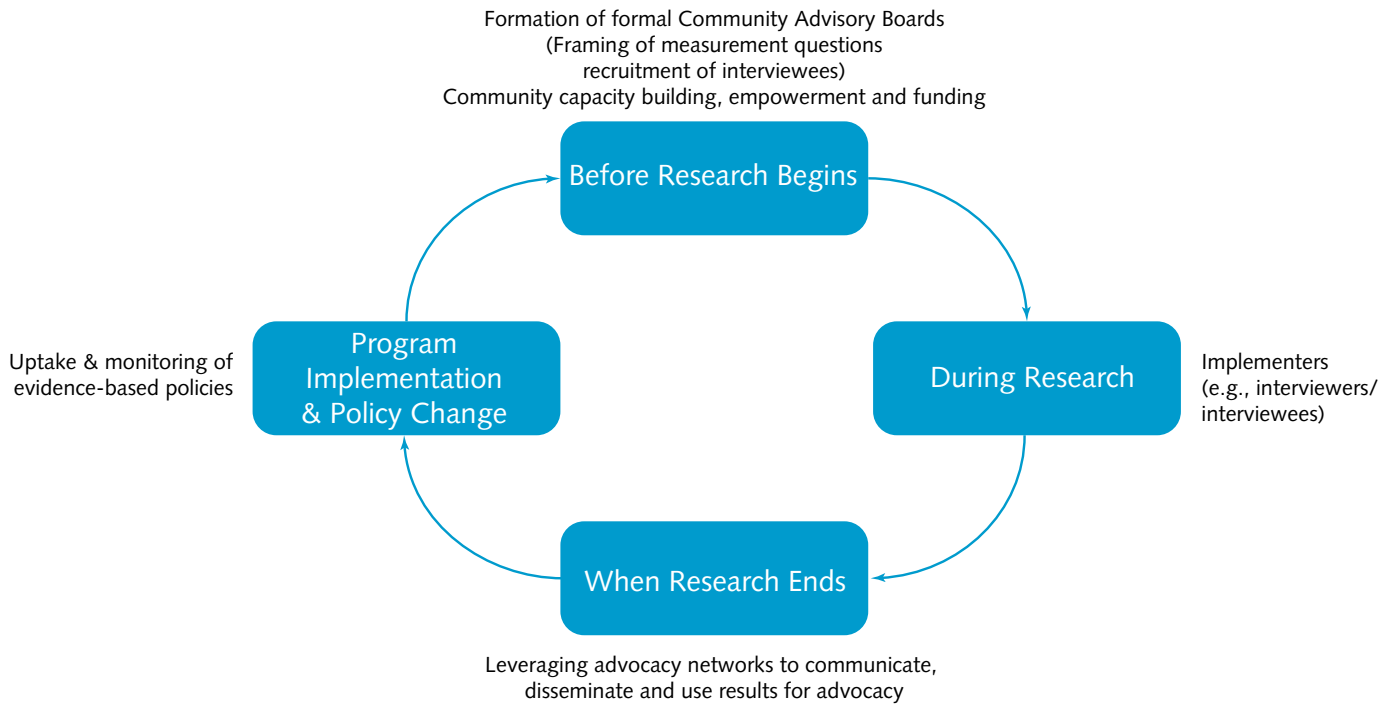 Formation of formal Community Advisory Boards
(Framing of measurement questions
recruitment of interviewees)
Community capacity building, empowerment and funding
Before Research Begins
Program
Implementation
& Policy Change
Uptake & monitoring of
evidence-based policies
During Research
Implementers
(e.g., interviewers/
interviewees)
When Research Ends
Leveraging advocacy networks to communicate,
disseminate and use results for advocacy